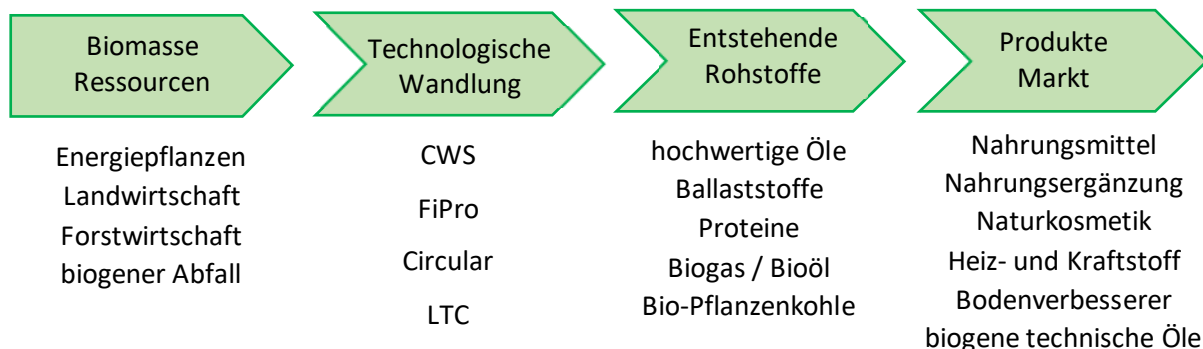 Biomasse
Ressourcen
Technologische
Wandlung
Entstehende
Rohstoffe
Produkte
Markt
Energiepflanzen
Landwirtschaft
Forstwirtschaft
biogener Abfall
CWS
FiPro
Circular
LTC
hochwertige Öle
Ballaststoffe
Proteine
Biogas / Bioöl
Bio-Pflanzenkohle
Nahrungsmittel
Nahrungsergänzung
Naturkosmetik
Heiz- und Kraftstoff
Bodenverbesserer
biogene technische Öle